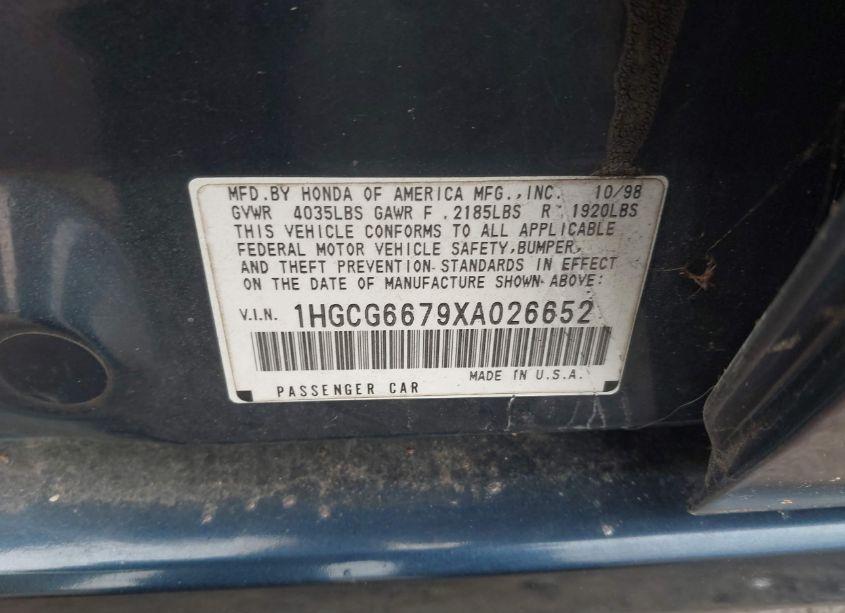 MFD.BY HONDA OF AMERICA MFG.,INC. 10/98
GVWR 4035LBS GAWR F .2185LBS R 1920LBS
THIS VEHICLE CONFORMS TO ALL APPLICABLE
FEDERAL MOTOR VEHICLE SAFETY,BUMPER,
AND THEFT PREVENTION STANDARDS IN EFFECT
ON THE DATE OF MANUFACTURE SHOWN ABOVE:
V.I.N. 1HGCG6679XA026652
MADE IN U.S.A.
PASSENGER CAR